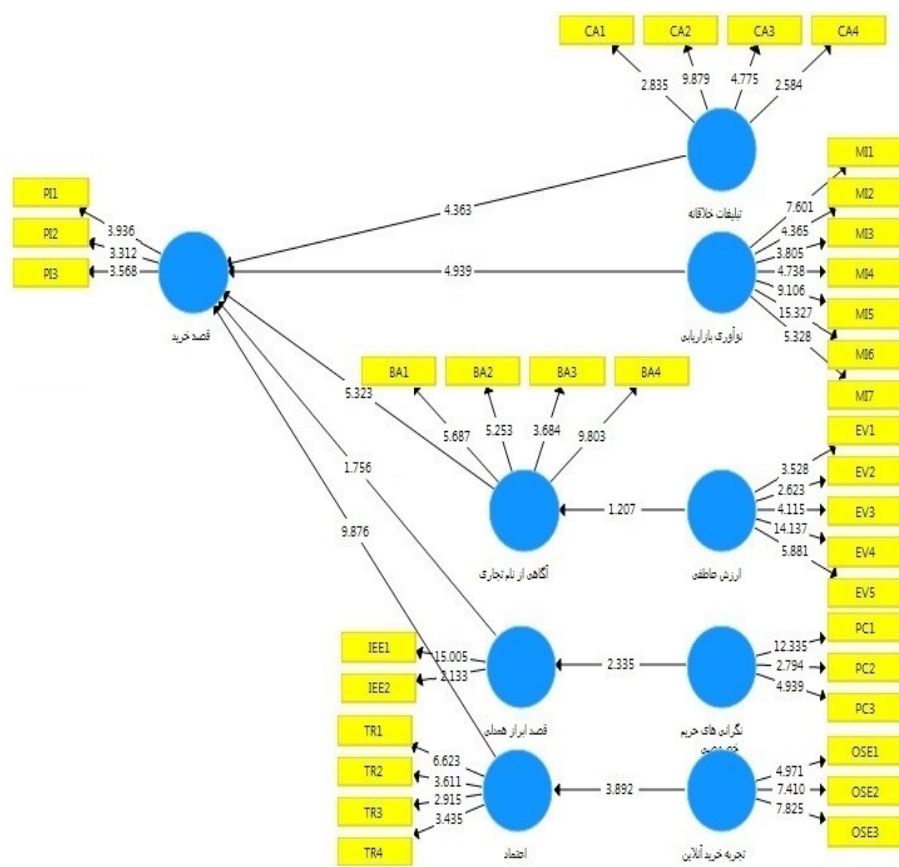 CA1 CA2 CA3 CA4
2.835 9.879 4.775 2.584
تبلیغات خلاقانه
MI1
MI2
MI3
MI4
MI5
MI6
MI7
7.601
4.365
3.805
4.738
9.106
15.327
5.328
نوآوری بازاریابی
PI1
PI2
PI3
3.936
3.312
3.568
قصد خرید
4.363
4.939
5.323
1.756
9.876
BA1 BA2 BA3 BA4
5.687 5.253 3.684 9.803
آگاهی از نام تجاری
1.207
EV1
EV2
EV3
EV4
EV5
3.528
2.623
4.115
14.137
5.881
ارزش عاطفی
IEE1
IEE2
15.005
2.133
قصد ابراز همدلی
2.335
PC1
PC2
PC3
12.335
2.794
4.939
نگرانی های حریم
خصوصی
TR1
TR2
TR3
TR4
6.623
3.611
2.915
3.435
اعتماد
3.892
OSE1
OSE2
OSE3
4.971
7.410
7.825
تجربه خرید آنلاین